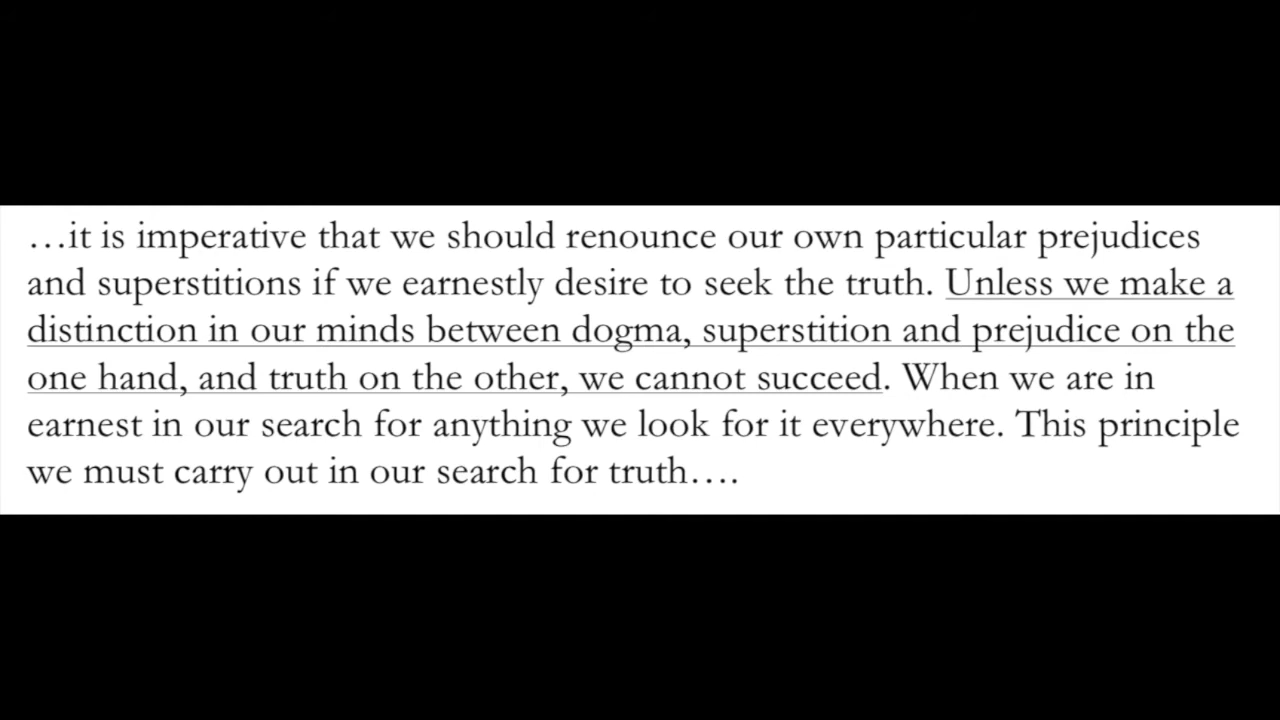 …it is imperative that we should renounce our own particular prejudices
and superstitions if we earnestly desire to seek the truth. Unless we make a
distinction in our minds between dogma, superstition and prejudice on the
one hand, and truth on the other, we cannot succeed. When we are in
earnest in our search for anything we look for it everywhere. This principle
we must carry out in our search for truth….